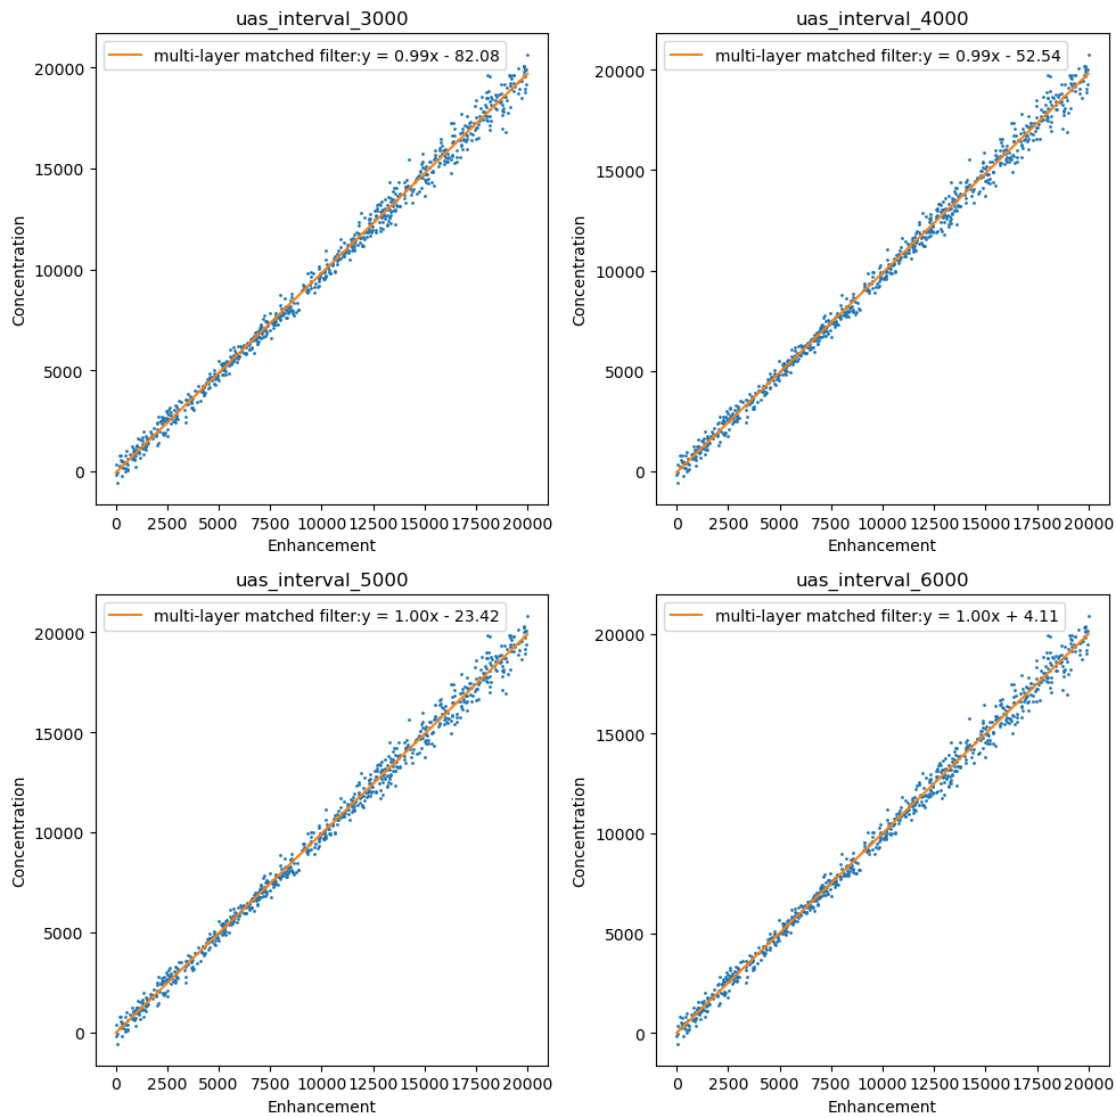 uas_interval_3000
multi-layer matched filter:y = 0.99x - 82.08
20000
15000
10000
5000
0
Concentration
0 2500 5000 7500 10000 12500 15000 17500 20000
Enhancement
uas_interval_4000
multi-layer matched filter:y = 0.99x - 52.54
20000
15000
10000
5000
0
Concentration
0 2500 5000 7500 10000 12500 15000 17500 20000
Enhancement
uas_interval_5000
multi-layer matched filter:y = 1.00x - 23.42
20000
15000
10000
5000
0
Concentration
0 2500 5000 7500 10000 12500 15000 17500 20000
Enhancement
uas_interval_6000
multi-layer matched filter:y = 1.00x + 4.11
20000
15000
10000
5000
0
Concentration
0 2500 5000 7500 10000 12500 15000 17500 20000
Enhancement